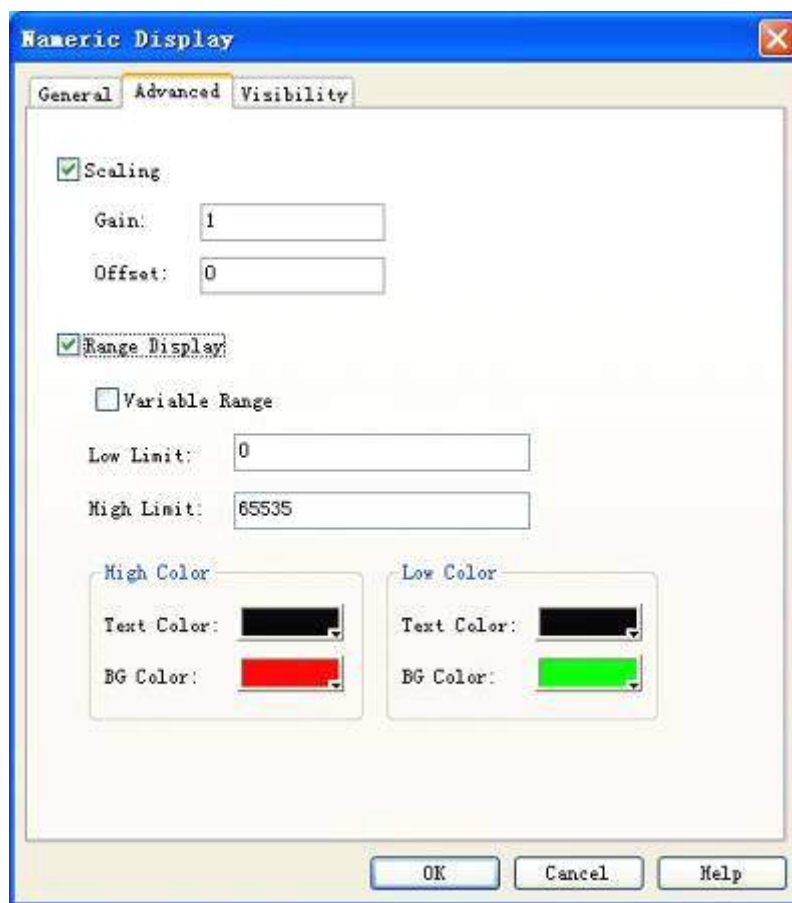 Nameric Display
General Advanced Visibility
Scaling
Gain: 1
Offset: 0
Range Display
Variable Range
Low Limit: 0
High Limit: 65535
High Color Low Color
Text Color: Text Color:
BG Color: BG Color:
OK Cancel Help